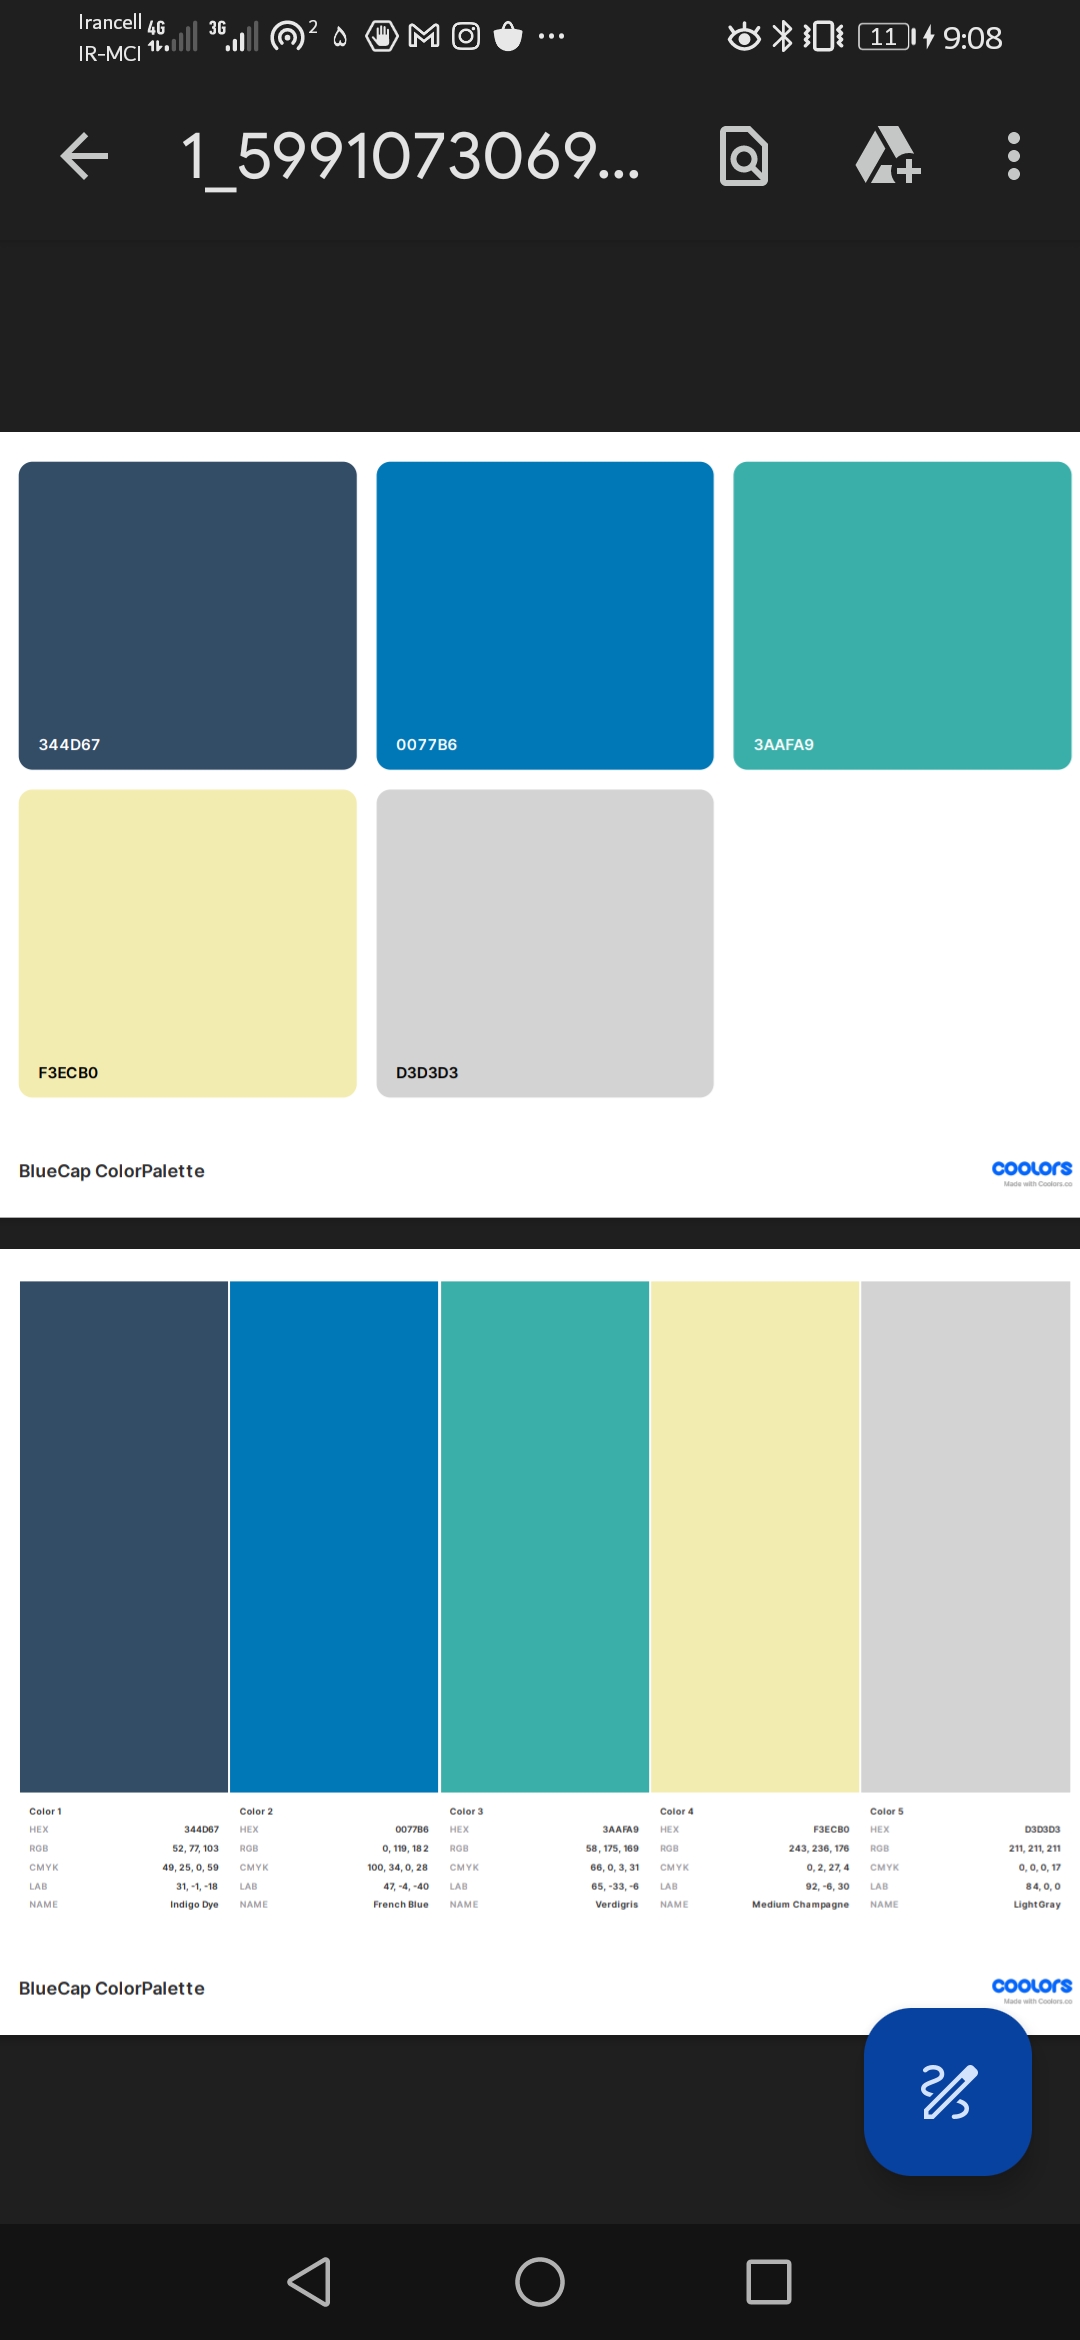 Irancell 4G 3G 2 ۵ ... 11 9:08
IR-MCI
1_5991073069...
344D67 0077B6 3AAFA9
F3ECB0 D3D3D3
BlueCap ColorPalette coolors
Made with Coolors.co
Color 1 Color 2 Color 3 Color 4 Color 5
HEX 344D67 HEX 0077B6 HEX 3AAFA9 HEX F3ECB0 HEX D3D3D3
RGB 52, 77, 103 RGB 0, 119, 182 RGB 58, 175, 169 RGB 243, 236, 176 RGB 211, 211, 211
CMYK 49, 25, 0, 59 CMYK 100, 34, 0, 28 CMYK 66, 0, 3, 31 CMYK 0, 2, 27, 4 CMYK 0, 0, 0, 17
LAB 31, -1, -18 LAB 47, -4, -40 LAB 65, -33, -6 LAB 92, -6, 30 LAB 84, 0, 0
NAME Indigo Dye NAME French Blue NAME Verdigris NAME Medium Champagne NAME LightGray
BlueCap ColorPalette coolors
Made with Coolors.co